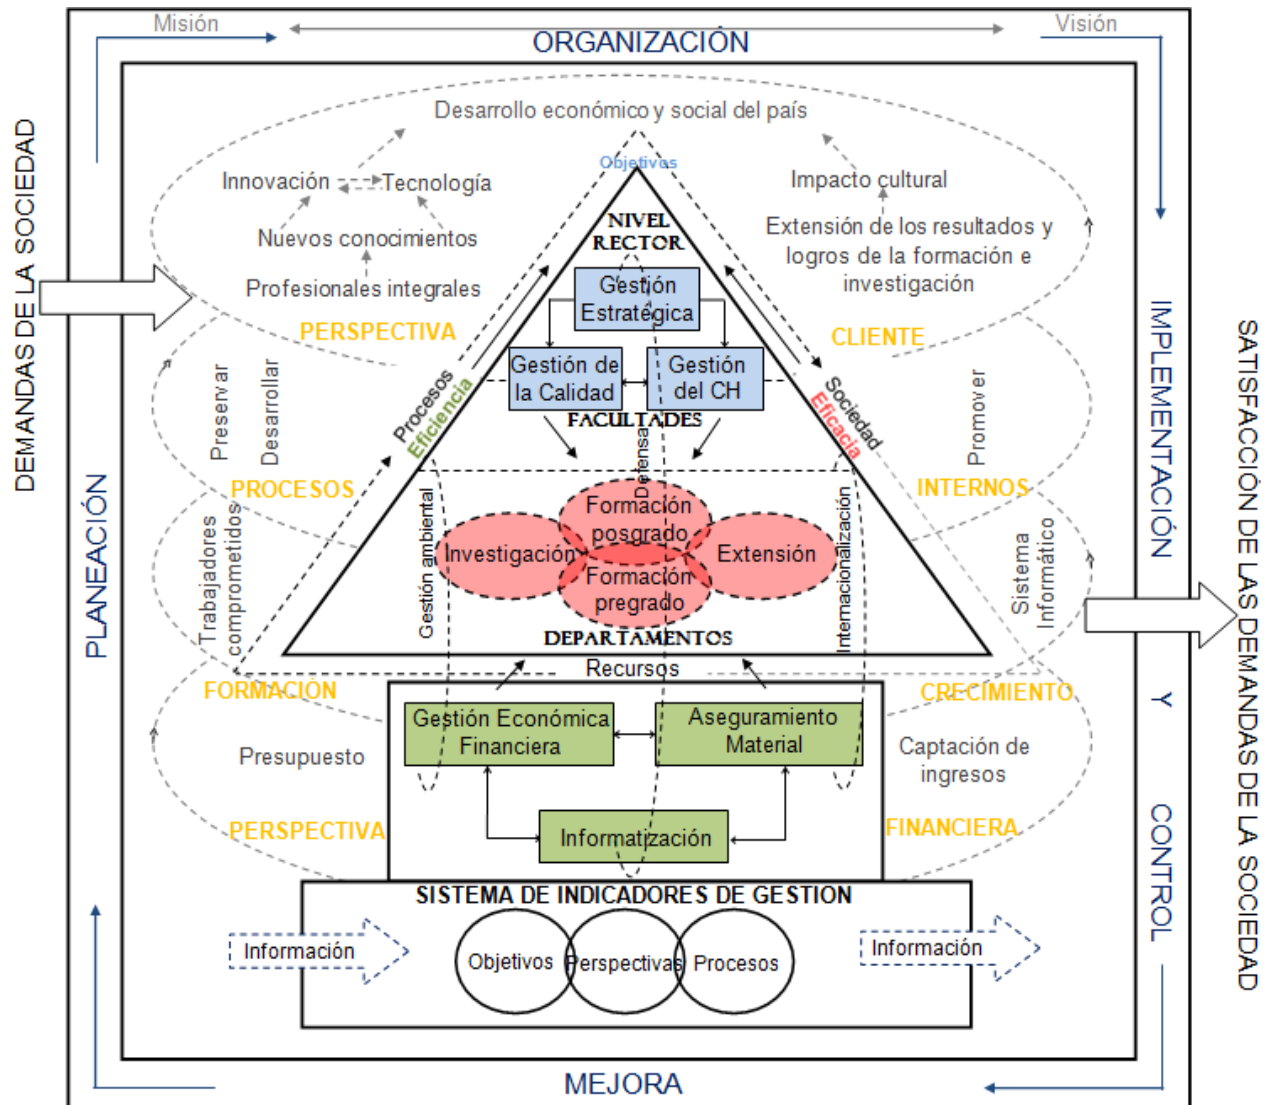 Misión
Visión
ORGANIZACIÓN
DEMANDAS DE LA SOCIEDAD
PLANEACIÓN
Desarrollo económico y social del país
Objetivos
Innovación
Tecnología
Nuevos conocimientos
Profesionales integrales
Impacto cultural
Extensión de los resultados y
logros de la formación e
investigación
PERSPECTIVA
CLIENTE
NIVEL
RECTOR
Gestión
Estratégica
Gestión de
la Calidad
Gestión
del CH
FACULTADES
Procesos
Eficiencia
Sociedad
Eficacia
Preservar
Desarrollar
Promover
PROCESOS
INTERNOS
Defensa
Gestión ambiental
Internacionalización
Formación
posgrado
Investigación
Extensión
Formación
pregrado
DEPARTAMENTOS
Trabajadores
comprometidos
Sistema
Informático
Recursos
FORMACIÓN
CRECIMIENTO
Gestión Económica
Financiera
Aseguramiento
Material
Informatización
Presupuesto
Captación de
ingresos
PERSPECTIVA
FINANCIERA
SISTEMA DE INDICADORES DE GESTION
Información
Objetivos
Perspectivas
Procesos
Información
IMPLEMENTACIÓN
Y
CONTROL
MEJORA
SATISFACCIÓN DE LAS DEMANDAS DE LA SOCIEDAD